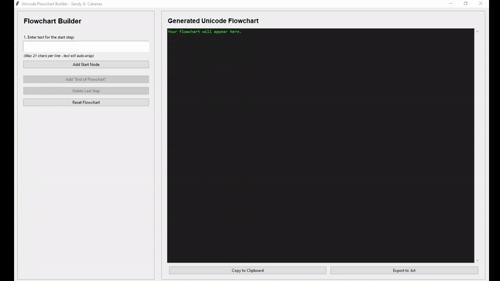 Unicode Flowchart Builder - Sandy G. Cabanes
Flowchart Builder
1. Enter text for the start step:
(Max 21 chars per line - text will auto-wrap)
Add Start Node
Add "End of Flowchart"
Delete Last Step
Reset Flowchart
Generated Unicode Flowchart
Your flowchart will appear here.
Copy to Clipboard
Export to .txt